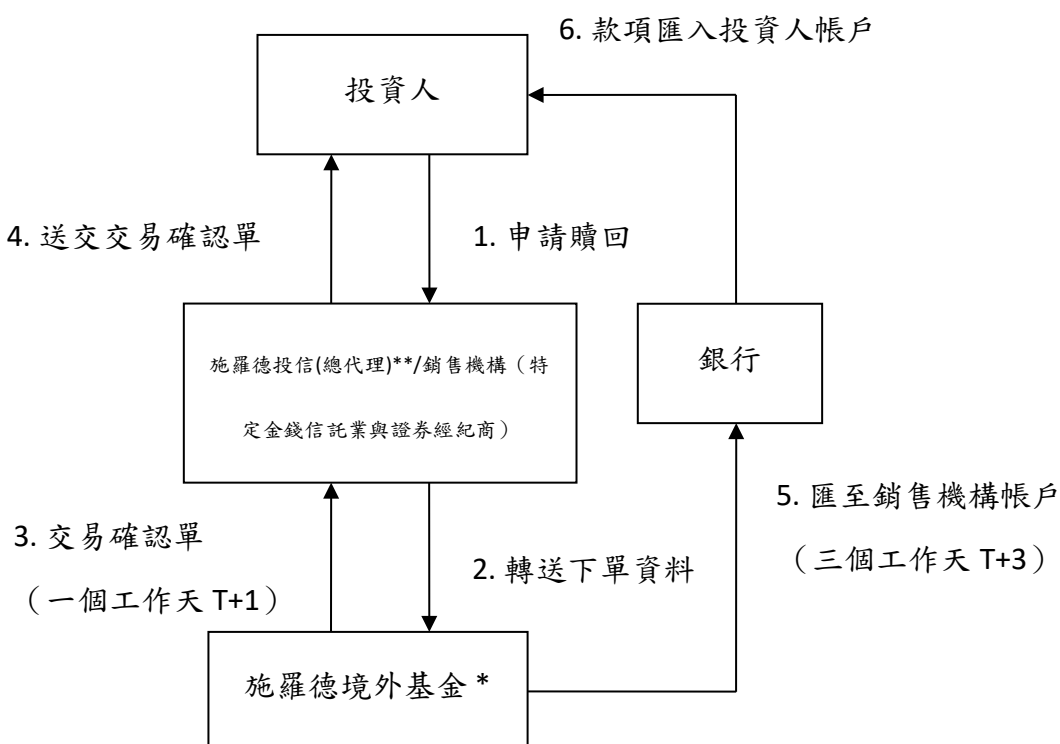 6. 款項匯入投資人帳戶
投資人
4. 送交交易確認單
1. 申請贖回
施羅德投信(總代理)**/銷售機構（特
定金錢信託業與證券經紀商）
銀行
3. 交易確認單
（一個工作天 T+1）
2. 轉送下單資料
5. 匯至銷售機構帳戶
（三個工作天 T+3）
施羅德境外基金 *